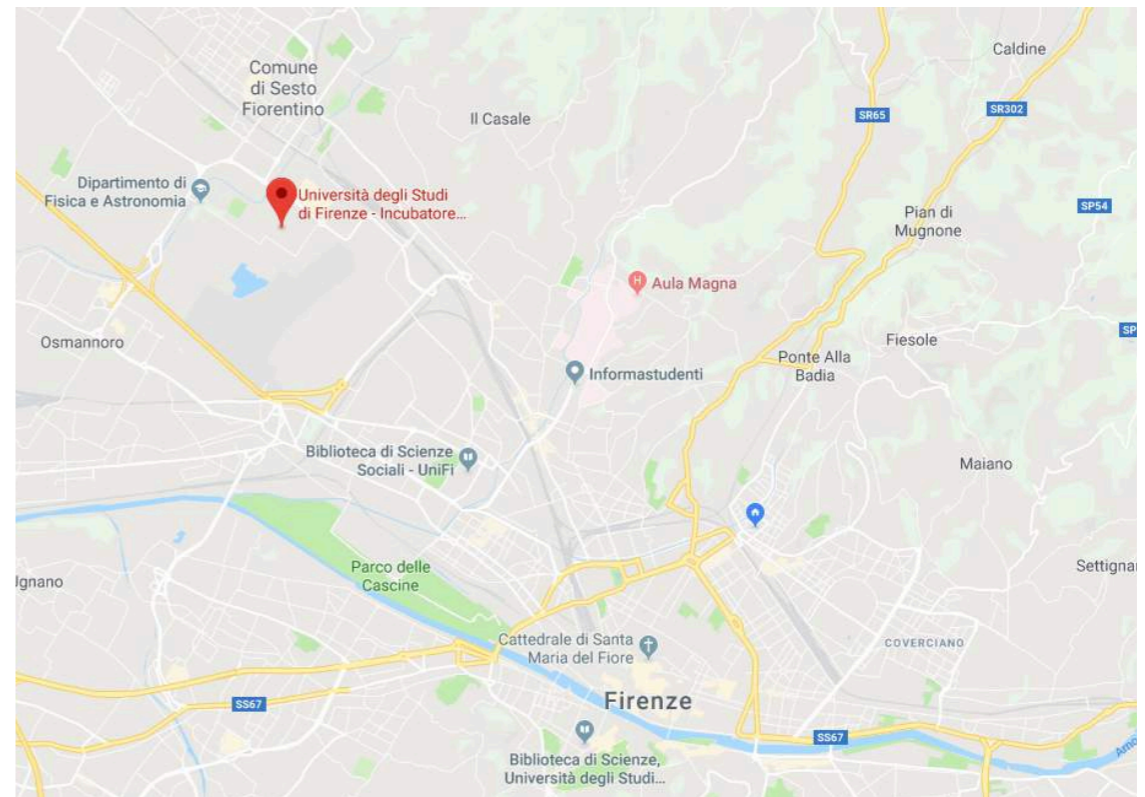 Caldine
Comune
di Sesto
Fiorentino
Il Casale
SR65
SR302
Dipartimento di
Fisica e Astronomia
Università degli Studi
di Firenze - Incubatore...
SP54
Pian di
Mugnone
Aula Magna
SP
Osmannoro
Fiesole
Ponte Alla
Badia
Informastudenti
Biblioteca di Scienze
Sociali - UniFi
Maiano
Parco delle
Cascine
Settignan
Ugnano
Cattedrale di Santa
Maria del Fiore
COVERCIANO
SS67
Firenze
SS67
Biblioteca di Scienze,
Università degli Studi...